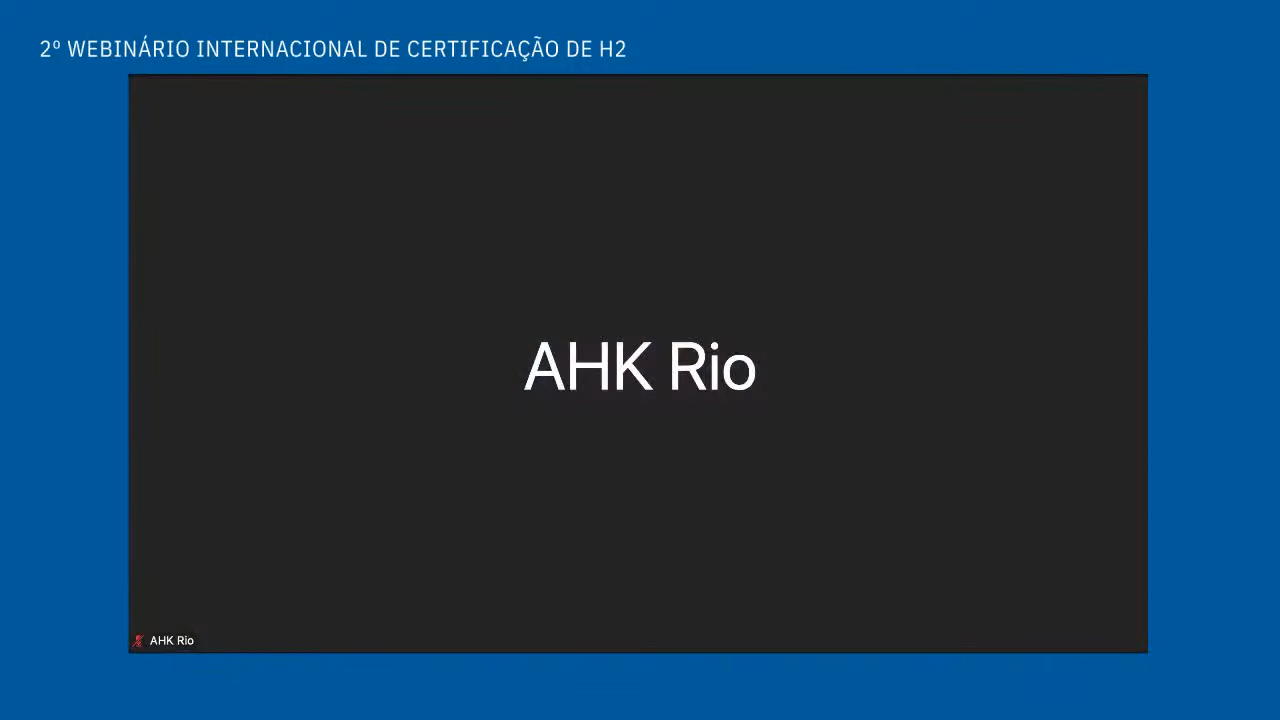 2º WEBINÁRIO INTERNACIONAL DE CERTIFICAÇÃO DE H2
AHK Rio
AHK Rio